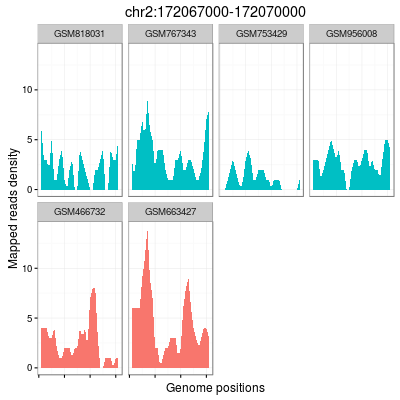 chr2:172067000-172070000
GSM818031 GSM767343 GSM753429 GSM956008
10
5
0
GSM466732 GSM663427
10
5
0
Mapped reads density
Genome positions